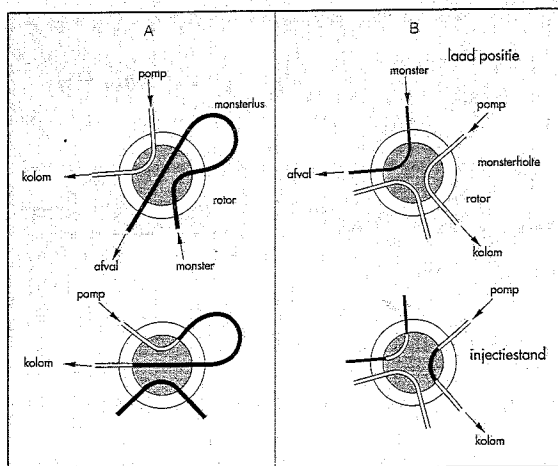 A
pomp
monsterlus
kolom
rotor
afval
monster
pomp
kolom
B
laad positie
monster
pomp
monsterholte
afval
rotor
kolom
pomp
injectiestand
kolom